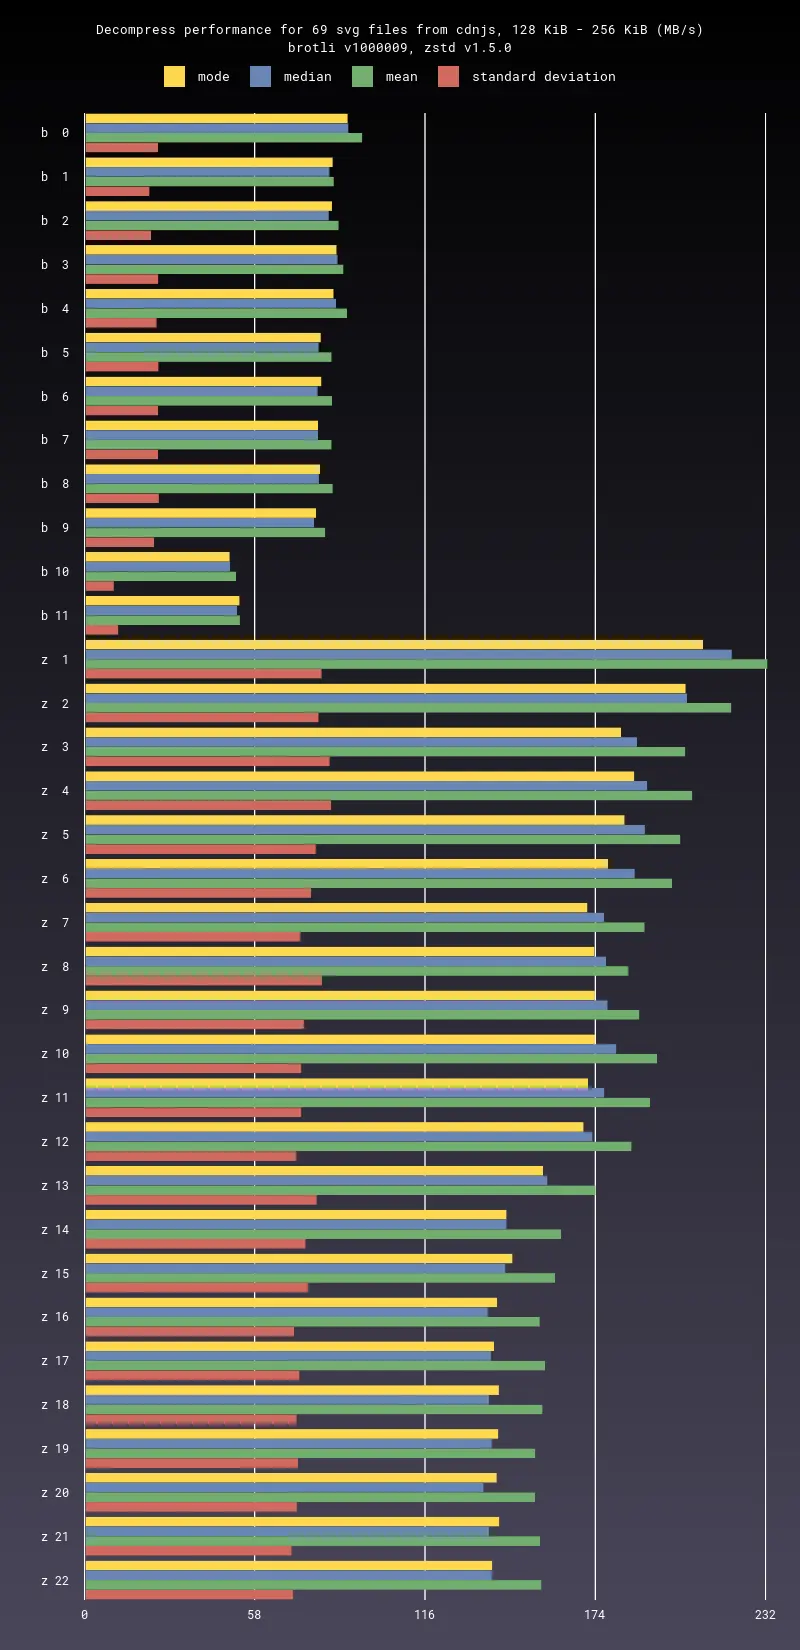 Decompress performance for 69 svg files from cdnjs, 128 KiB - 256 KiB (MB/s)
brotli v1000009, zstd v1.5.0
mode median mean standard deviation
b 0
b 1
b 2
b 3
b 4
b 5
b 6
b 7
b 8
b 9
b 10
b 11
z 1
z 2
z 3
z 4
z 5
z 6
z 7
z 8
z 9
z 10
z 11
z 12
z 13
z 14
z 15
z 16
z 17
z 18
z 19
z 20
z 21
z 22
0 58 116 174 232